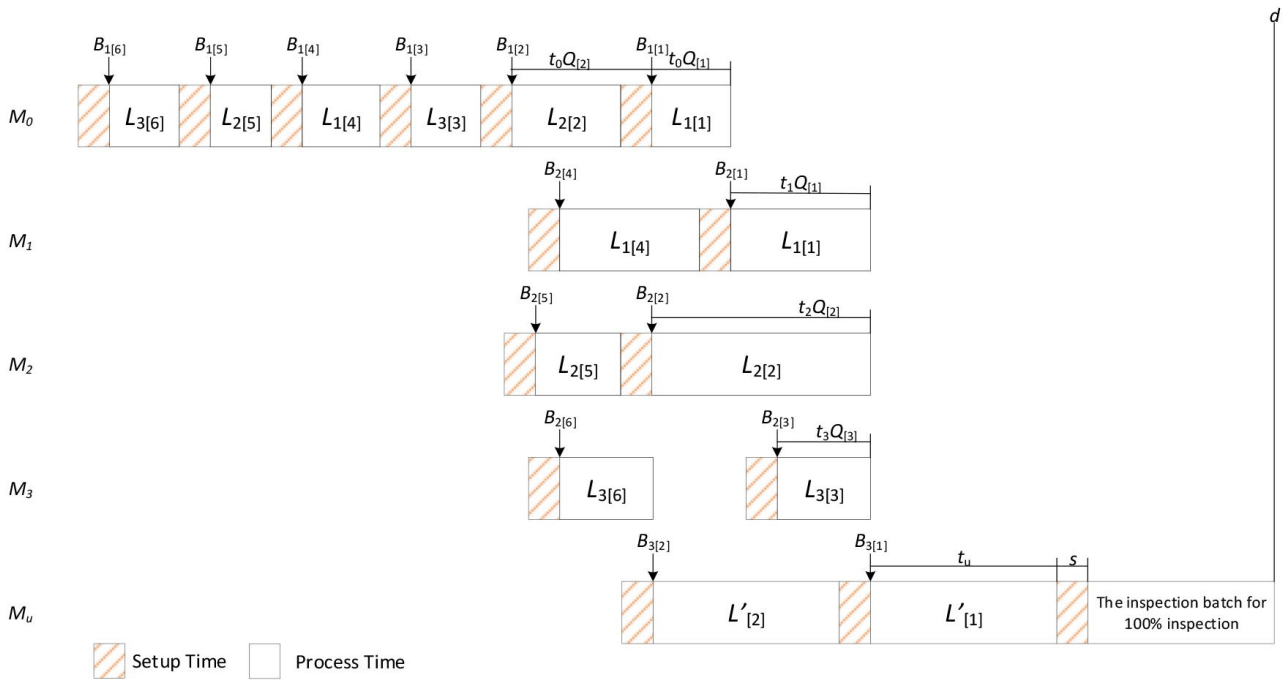 d
B1[6] B1[5] B1[4] B1[3] B1[2] t0Q[2] B1[1] t0Q[1]
M0 L3[6] L2[5] L1[4] L3[3] L2[2] L1[1]
B2[4] B2[1] t1Q[1]
M1 L1[4] L1[1]
B2[5] B2[2] t2Q[2]
M2 L2[5] L2[2]
B2[6] B2[3] t3Q[3]
M3 L3[6] L3[3]
B3[2] B3[1] tu s
Mu L’[2] L’[1] The inspection batch for
100% inspection
Setup Time Process Time